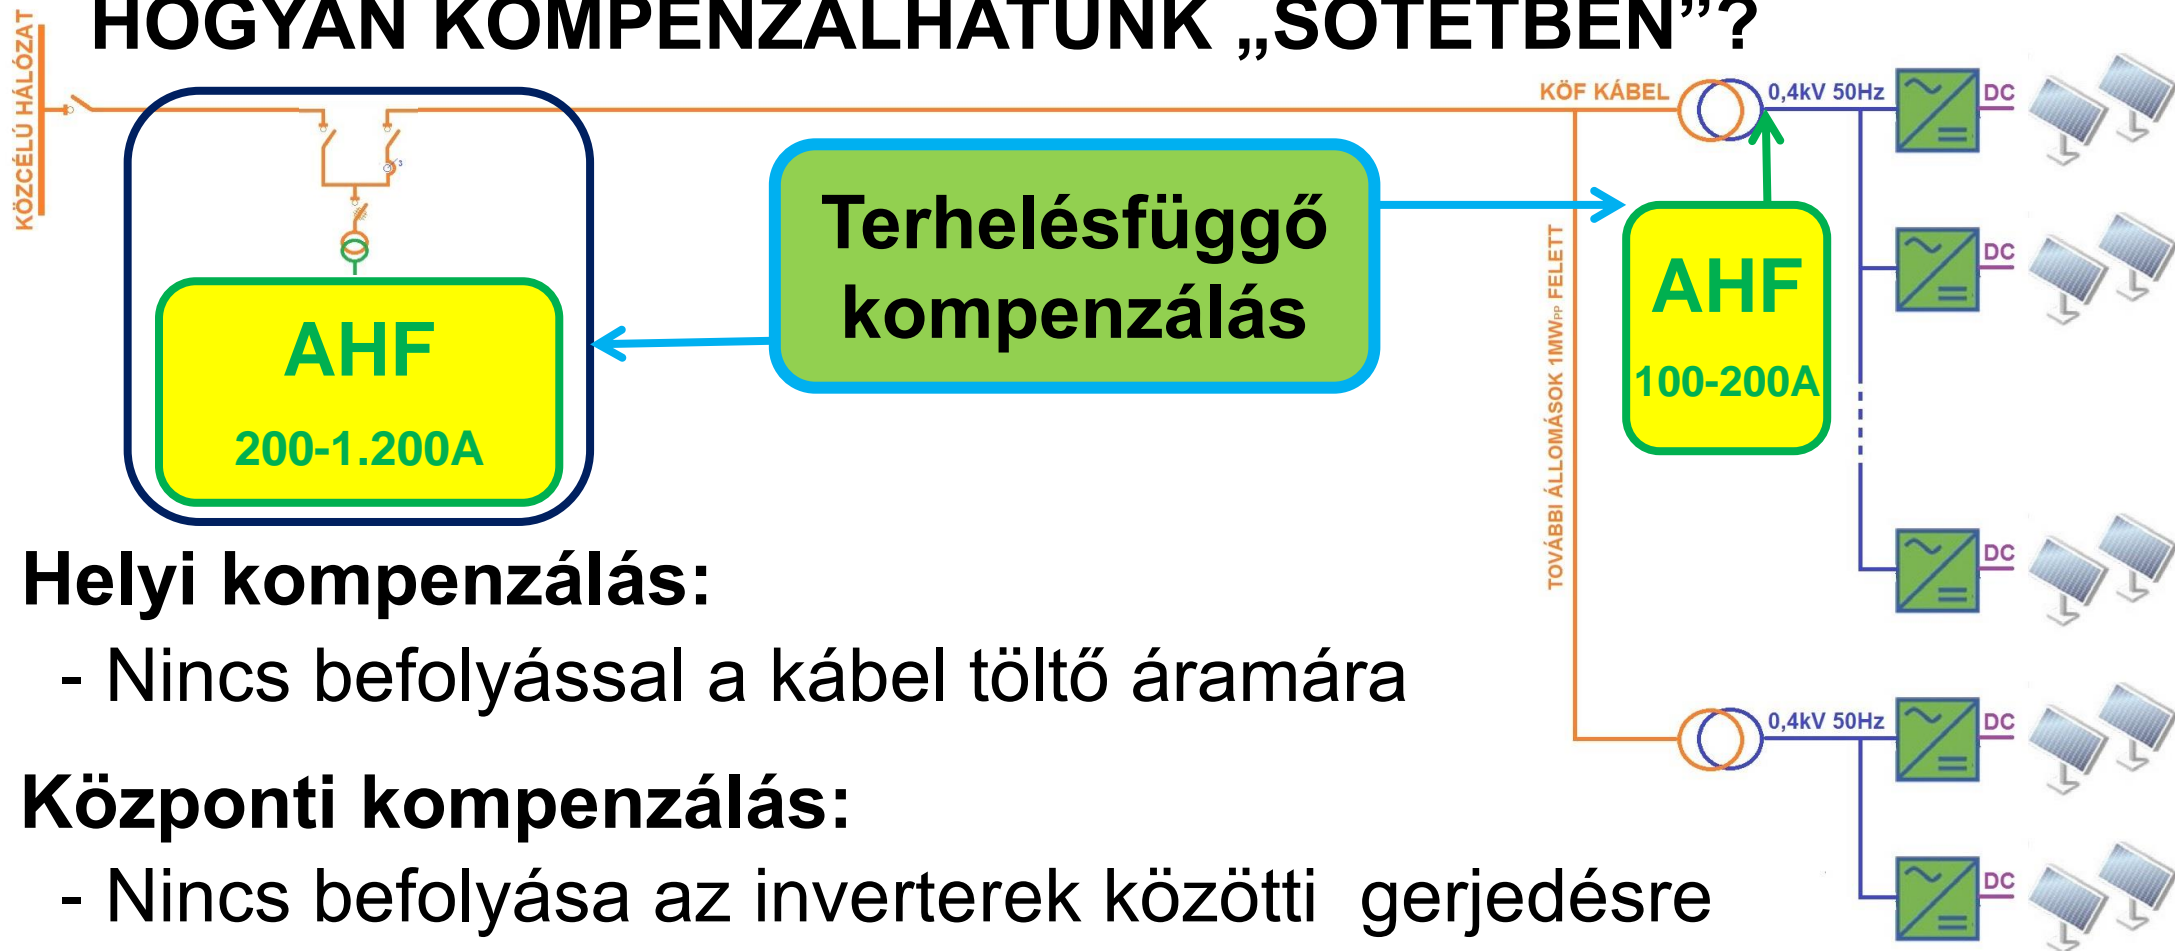 HOGYAN KOMPENZÁLHATUNK „SÖTÉTBEN”?
KÖZCÉLÚ HÁLÓZAT
KÖF KÁBEL
0,4kV 50Hz
DC
Terhelésfüggő
kompenzálás
DC
AHF
200-1.200A
AHF
100-200A
TOVÁBBI ÁLLOMÁSOK 1MWPP FELETT
Helyi kompenzálás:
DC
- Nincs befolyással a kábel töltő áramára
0,4kV 50Hz
DC
Központi kompenzálás:
- Nincs befolyása az inverterek közötti gerjedésre
DC